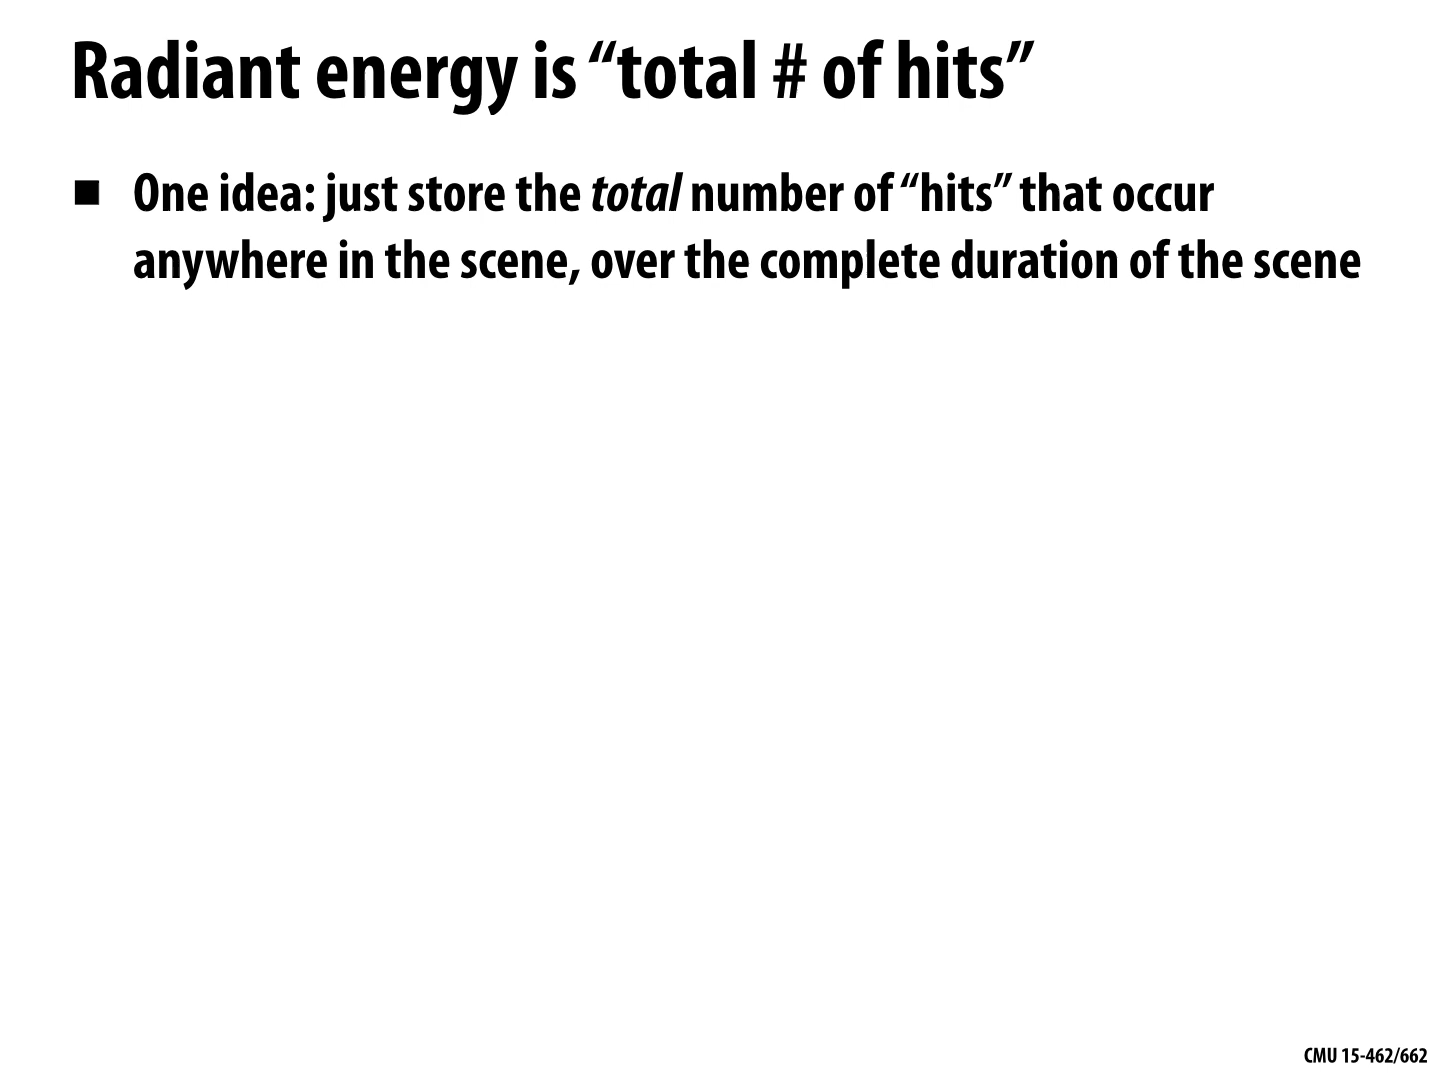 Radiant energy is “total # of hits”
■ One idea: just store the total number of “hits” that occur
anywhere in the scene, over the complete duration of the scene
CMU 15-462/662